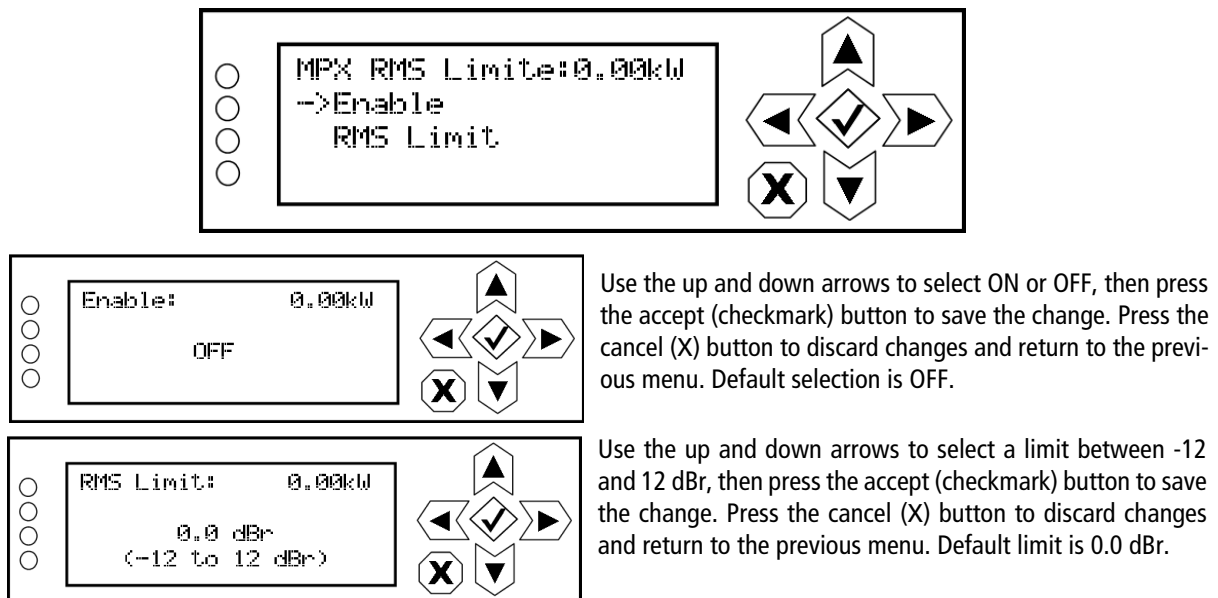 MPX RMS Limite:0.00kW
->Enable
RMS Limit
Enable: 0.00kW
OFF
Use the up and down arrows to select ON or OFF, then press
the accept (checkmark) button to save the change. Press the
cancel (X) button to discard changes and return to the previ-
ous menu. Default selection is OFF.
RMS Limit: 0.00kW
0.0 dBr
(-12 to 12 dBr)
Use the up and down arrows to select a limit between -12
and 12 dBr, then press the accept (checkmark) button to save
the change. Press the cancel (X) button to discard changes
and return to the previous menu. Default limit is 0.0 dBr.